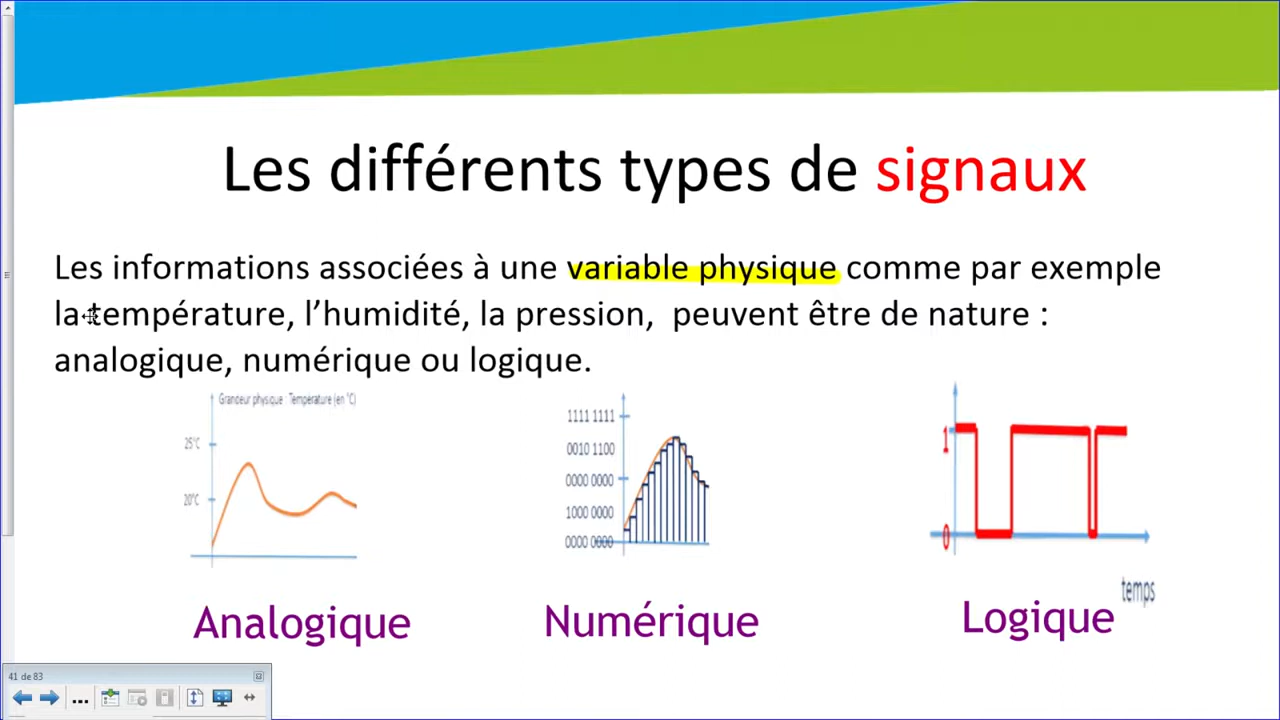 Les différents types de signaux
Les informations associées à une variable physique comme par exemple
la température, l’humidité, la pression, peuvent être de nature :
analogique, numérique ou logique.
Grandeur physique Température (en °C)
25°C
20°C
1111 1111
0010 1100
0000 0000
1000 0000
0000 0000
1
0
temps
Analogique
Numérique
Logique
41 de 83
...